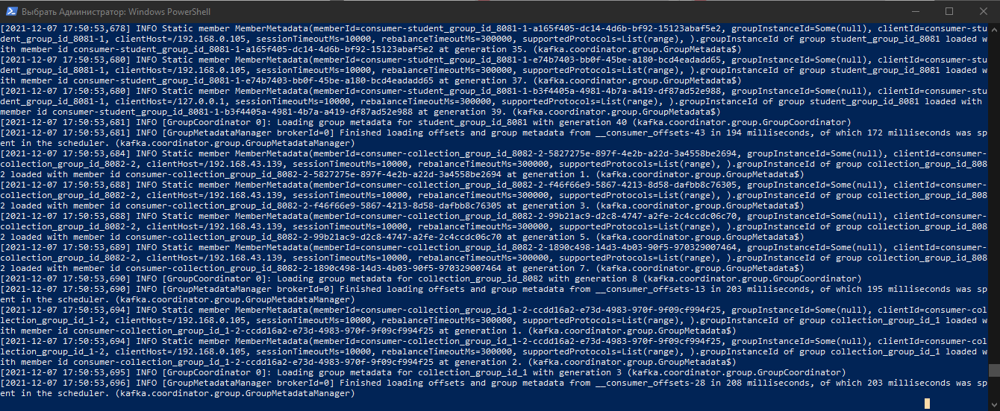 Выбрать Администратор: Windows PowerShell
[2021-12-07 17:50:53,678] INFO Static member MemberMetadata(memberId=consumer-student_group_id_8081-1-a165f405-dc14-4d6b-bf92-15123abaf5e2, groupInstanceId=Some(null), clientId=consumer-stu
dent_group_id_8081-1, clientHost=/192.168.0.105, sessionTimeoutMs=10000, rebalanceTimeoutMs=300000, supportedProtocols=List(range), ).groupInstanceId of group student_group_id_8081 loaded w
ith member id consumer-student_group_id_8081-1-a165f405-dc14-4d6b-bf92-15123abaf5e2 at generation 35. (kafka.coordinator.group.GroupMetadata$)
[2021-12-07 17:50:53,680] INFO Static member MemberMetadata(memberId=consumer-student_group_id_8081-1-e74b7403-bb0f-45be-a180-bcd4eadadd65, groupInstanceId=Some(null), clientId=consumer-stu
dent_group_id_8081-1, clientHost=/192.168.0.105, sessionTimeoutMs=10000, rebalanceTimeoutMs=300000, supportedProtocols=List(range), ).groupInstanceId of group student_group_id_8081 loaded w
ith member id consumer-student_group_id_8081-1-e74b7403-bb0f-45be-a180-bcd4eadadd65 at generation 37. (kafka.coordinator.group.GroupMetadata$)
[2021-12-07 17:50:53,680] INFO Static member MemberMetadata(memberId=consumer-student_group_id_8081-1-b3f4405a-4981-4b7a-a419-df87ad52e988, groupInstanceId=Some(null), clientId=consumer-stu
dent_group_id_8081-1, clientHost=/127.0.0.1, sessionTimeoutMs=10000, rebalanceTimeoutMs=300000, supportedProtocols=List(range), ).groupInstanceId of group student_group_id_8081 loaded with 
member id consumer-student_group_id_8081-1-b3f4405a-4981-4b7a-a419-df87ad52e988 at generation 39. (kafka.coordinator.group.GroupMetadata$)
[2021-12-07 17:50:53,681] INFO [GroupCoordinator 0]: Loading group metadata for student_group_id_8081 with generation 40 (kafka.coordinator.group.GroupCoordinator)
[2021-12-07 17:50:53,681] INFO [GroupMetadataManager brokerId=0] Finished loading offsets and group metadata from __consumer_offsets-43 in 194 milliseconds, of which 172 milliseconds was sp
ent in the scheduler. (kafka.coordinator.group.GroupMetadataManager)
[2021-12-07 17:50:53,684] INFO Static member MemberMetadata(memberId=consumer-collection_group_id_8082-2-5827275e-897f-4e2b-a22d-3a4558be2694, groupInstanceId=Some(null), clientId=consumer-
collection_group_id_8082-2, clientHost=/192.168.43.139, sessionTimeoutMs=10000, rebalanceTimeoutMs=300000, supportedProtocols=List(range), ).groupInstanceId of group collection_group_id_808
2 loaded with member id consumer-collection_group_id_8082-2-5827275e-897f-4e2b-a22d-3a4558be2694 at generation 1. (kafka.coordinator.group.GroupMetadata$)
[2021-12-07 17:50:53,688] INFO Static member MemberMetadata(memberId=consumer-collection_group_id_8082-2-f46f66e9-5867-4213-8d58-dafbb8c76305, groupInstanceId=Some(null), clientId=consumer-
collection_group_id_8082-2, clientHost=/192.168.43.139, sessionTimeoutMs=10000, rebalanceTimeoutMs=300000, supportedProtocols=List(range), ).groupInstanceId of group collection_group_id_808
2 loaded with member id consumer-collection_group_id_8082-2-f46f66e9-5867-4213-8d58-dafbb8c76305 at generation 3. (kafka.coordinator.group.GroupMetadata$)
[2021-12-07 17:50:53,688] INFO Static member MemberMetadata(memberId=consumer-collection_group_id_8082-2-99b21ac9-d2c8-4747-a2fe-2c4ccdc06c70, groupInstanceId=Some(null), clientId=consumer-
collection_group_id_8082-2, clientHost=/192.168.43.139, sessionTimeoutMs=10000, rebalanceTimeoutMs=300000, supportedProtocols=List(range), ).groupInstanceId of group collection_group_id_808
2 loaded with member id consumer-collection_group_id_8082-2-99b21ac9-d2c8-4747-a2fe-2c4ccdc06c70 at generation 5. (kafka.coordinator.group.GroupMetadata$)
[2021-12-07 17:50:53,689] INFO Static member MemberMetadata(memberId=consumer-collection_group_id_8082-2-1890c498-14d3-4b03-90f5-970329007464, groupInstanceId=Some(null), clientId=consumer-
collection_group_id_8082-2, clientHost=/192.168.43.139, sessionTimeoutMs=10000, rebalanceTimeoutMs=300000, supportedProtocols=List(range), ).groupInstanceId of group collection_group_id_808
2 loaded with member id consumer-collection_group_id_8082-2-1890c498-14d3-4b03-90f5-970329007464 at generation 7. (kafka.coordinator.group.GroupMetadata$)
[2021-12-07 17:50:53,690] INFO [GroupCoordinator 0]: Loading group metadata for collection_group_id_8082 with generation 8 (kafka.coordinator.group.GroupCoordinator)
[2021-12-07 17:50:53,690] INFO [GroupMetadataManager brokerId=0] Finished loading offsets and group metadata from __consumer_offsets-13 in 203 milliseconds, of which 195 milliseconds was sp
ent in the scheduler. (kafka.coordinator.group.GroupMetadataManager)
[2021-12-07 17:50:53,694] INFO Static member MemberMetadata(memberId=consumer-collection_group_id_1-2-ccdd16a2-e73d-4983-970f-9f09cf994f25, groupInstanceId=Some(null), clientId=consumer-col
lection_group_id_1-2, clientHost=/192.168.0.105, sessionTimeoutMs=10000, rebalanceTimeoutMs=300000, supportedProtocols=List(range), ).groupInstanceId of group collection_group_id_1 loaded w
ith member id consumer-collection_group_id_1-2-ccdd16a2-e73d-4983-970f-9f09cf994f25 at generation 1. (kafka.coordinator.group.GroupMetadata$)
[2021-12-07 17:50:53,694] INFO Static member MemberMetadata(memberId=consumer-collection_group_id_1-2-ccdd16a2-e73d-4983-970f-9f09cf994f25, groupInstanceId=Some(null), clientId=consumer-col
lection_group_id_1-2, clientHost=/192.168.0.105, sessionTimeoutMs=10000, rebalanceTimeoutMs=300000, supportedProtocols=List(range), ).groupInstanceId of group collection_group_id_1 loaded w
ith member id consumer-collection_group_id_1-2-ccdd16a2-e73d-4983-970f-9f09cf994f25 at generation 2. (kafka.coordinator.group.GroupMetadata$)
[2021-12-07 17:50:53,695] INFO [GroupCoordinator 0]: Loading group metadata for collection_group_id_1 with generation 3 (kafka.coordinator.group.GroupCoordinator)
[2021-12-07 17:50:53,696] INFO [GroupMetadataManager brokerId=0] Finished loading offsets and group metadata from __consumer_offsets-28 in 208 milliseconds, of which 203 milliseconds was sp
ent in the scheduler. (kafka.coordinator.group.GroupMetadataManager)